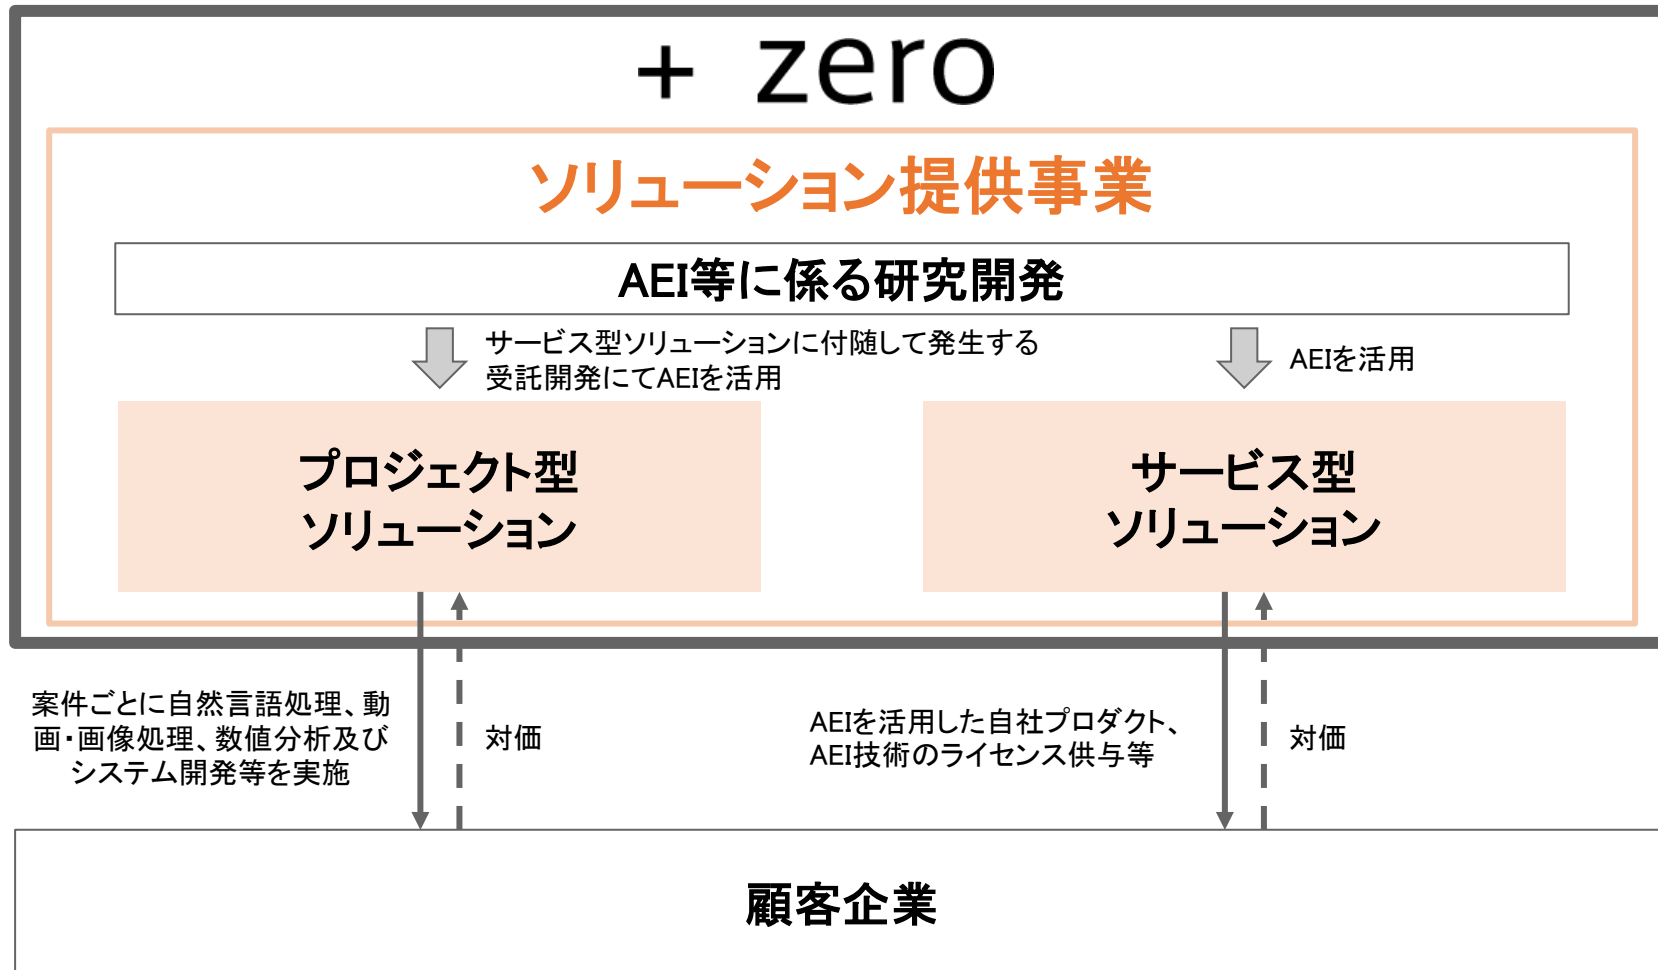 + zero
ソリューション提供事業
AEI等に係る研究開発
サービス型ソリューションに付随して発生する
受託開発にてAEIを活用
AEIを活用
プロジェクト型
ソリューション
サービス型
ソリューション
案件ごとに自然言語処理、動
画・画像処理、数値分析及び
システム開発等を実施
対価
AEIを活用した自社プロダクト、
AEI技術のライセンス供与等
対価
顧客企業